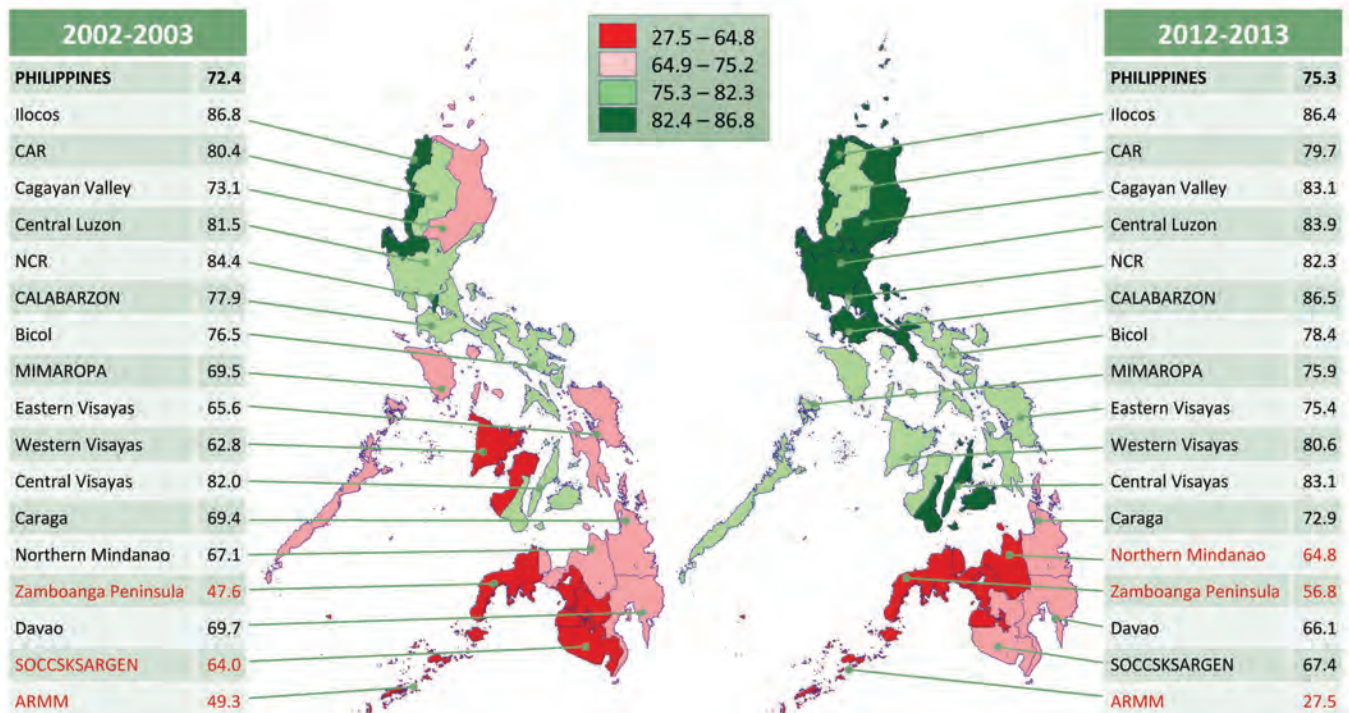 2002-2003
PHILIPPINES 72.4
Ilocos 86.8
CAR 80.4
Cagayan Valley 73.1
Central Luzon 81.5
NCR 84.4
CALABARZON 77.9
Bicol 76.5
MIMAROPA 69.5
Eastern Visayas 65.6
Western Visayas 62.8
Central Visayas 82.0
Caraga 69.4
Northern Mindanao 67.1
Zamboanga Peninsula 47.6
Davao 69.7
SOCCSKSARGEN 64.0
ARMM 49.3
27.5 – 64.8
64.9 – 75.2
75.3 – 82.3
82.4 – 86.8
2012-2013
PHILIPPINES 75.3
Ilocos 86.4
CAR 79.7
Cagayan Valley 83.1
Central Luzon 83.9
NCR 82.3
CALABARZON 86.5
Bicol 78.4
MIMAROPA 75.9
Eastern Visayas 75.4
Western Visayas 80.6
Central Visayas 83.1
Caraga 72.9
Northern Mindanao 64.8
Zamboanga Peninsula 56.8
Davao 66.1
SOCCSKSARGEN 67.4
ARMM 27.5